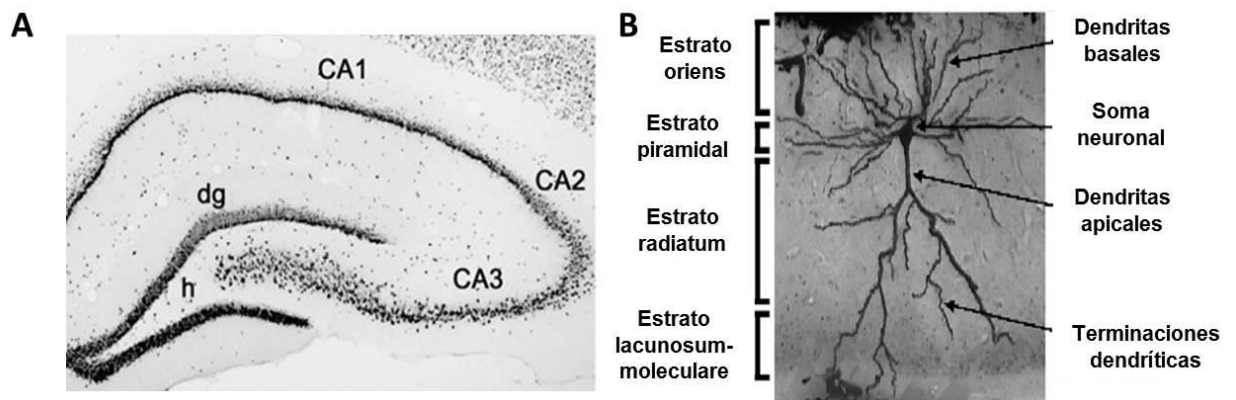 A
CA1
CA2
dg
CA3
h
B
Estrato
oriens
Estrato
piramidal
Estrato
radiatum
Estrato
lacunosum-
moleculare
Dendritas
basales
Soma
neuronal
Dendritas
apicales
Terminaciones
dendríticas